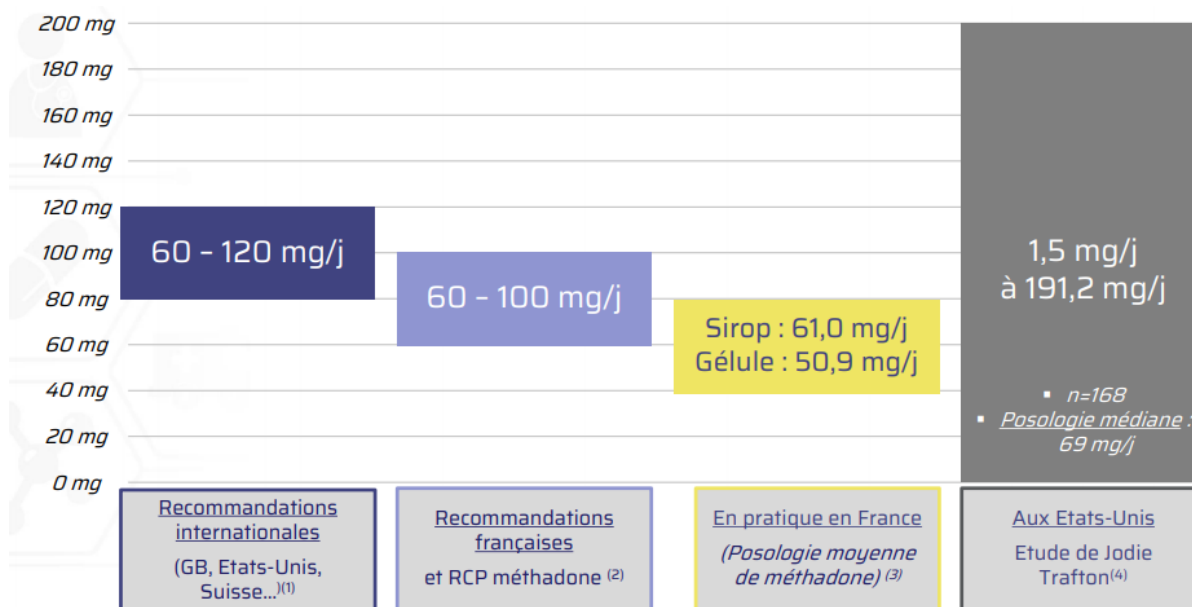 200 mg
180 mg
160 mg
140 mg
120 mg
100 mg
80 mg
60 mg
40 mg
20 mg
0 mg
60 – 120 mg/j
60 – 100 mg/j
Sirop : 61,0 mg/j
Gélule : 50,9 mg/j
1,5 mg/j
à 191,2 mg/j
▪ n=168
▪ Posologie médiane :
69 mg/j
Recommandations
internationales
(GB, Etats-Unis,
Suisse...)(1)
Recommandations
françaises
et RCP méthadone (2)
En pratique en France
(Posologie moyenne
de méthadone) (3)
Aux Etats-Unis
Etude de Jodie
Trafton(4)